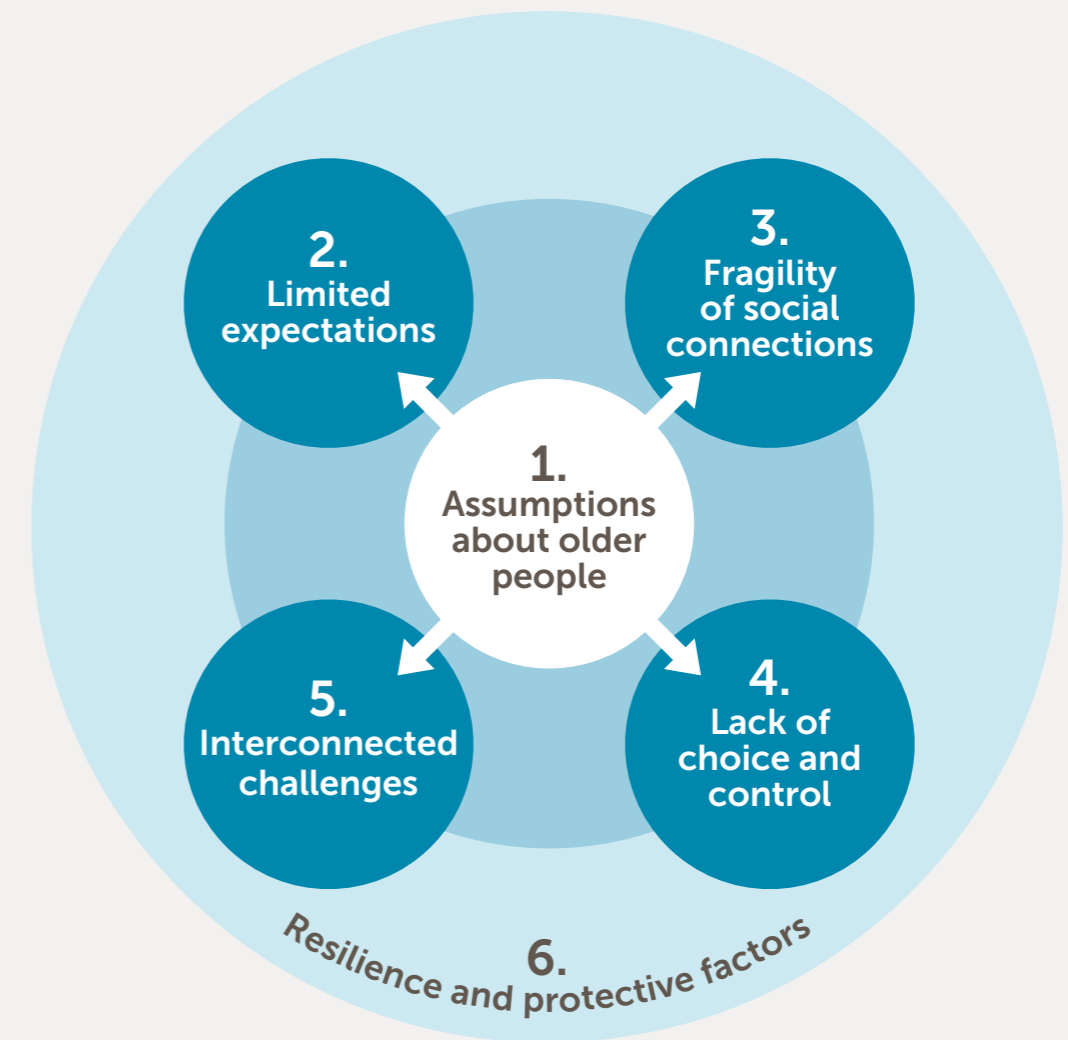 1.
Assumptions
about older
people
2.
Limited
expectations
3.
Fragility
of social
connections
4.
Lack of
choice and
control
5.
Interconnected
challenges
6.
Resilience and protective factors